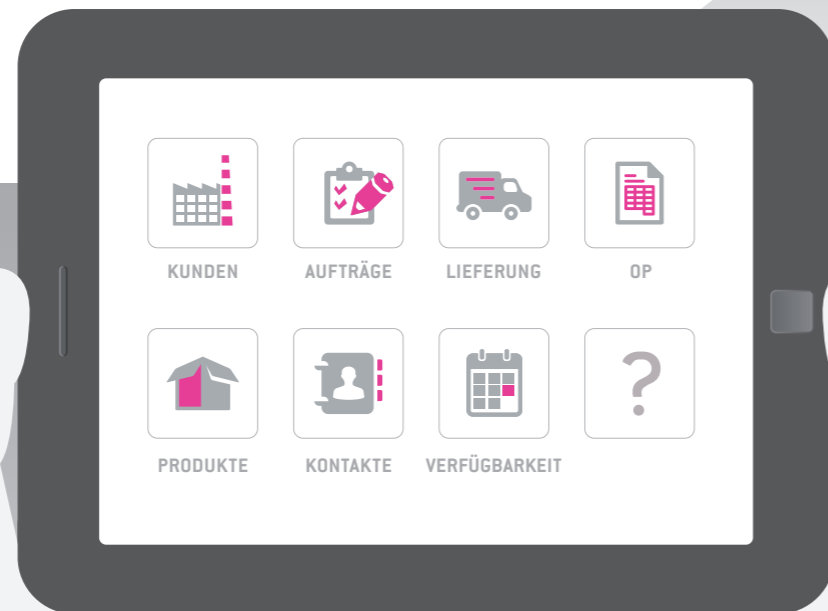 KUNDEN
AUFTRÄGE
LIEFERUNG
OP
?
PRODUKTE
KONTAKTE
VERFÜGBARKEIT